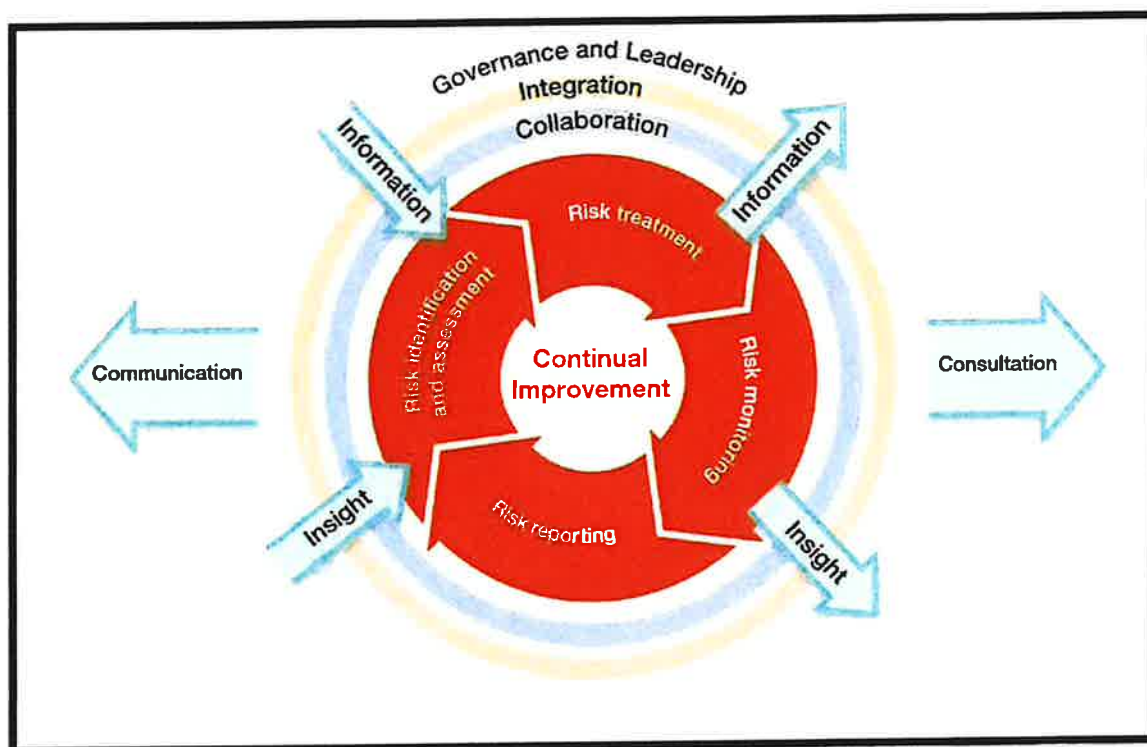 Governance and Leadership
Integration
Collaboration
Information
Information
Risk treatment
Risk identification
and assessment
Continual
Improvement
Risk monitoring
Communication
Consultation
Risk reporting
Insight
Insight